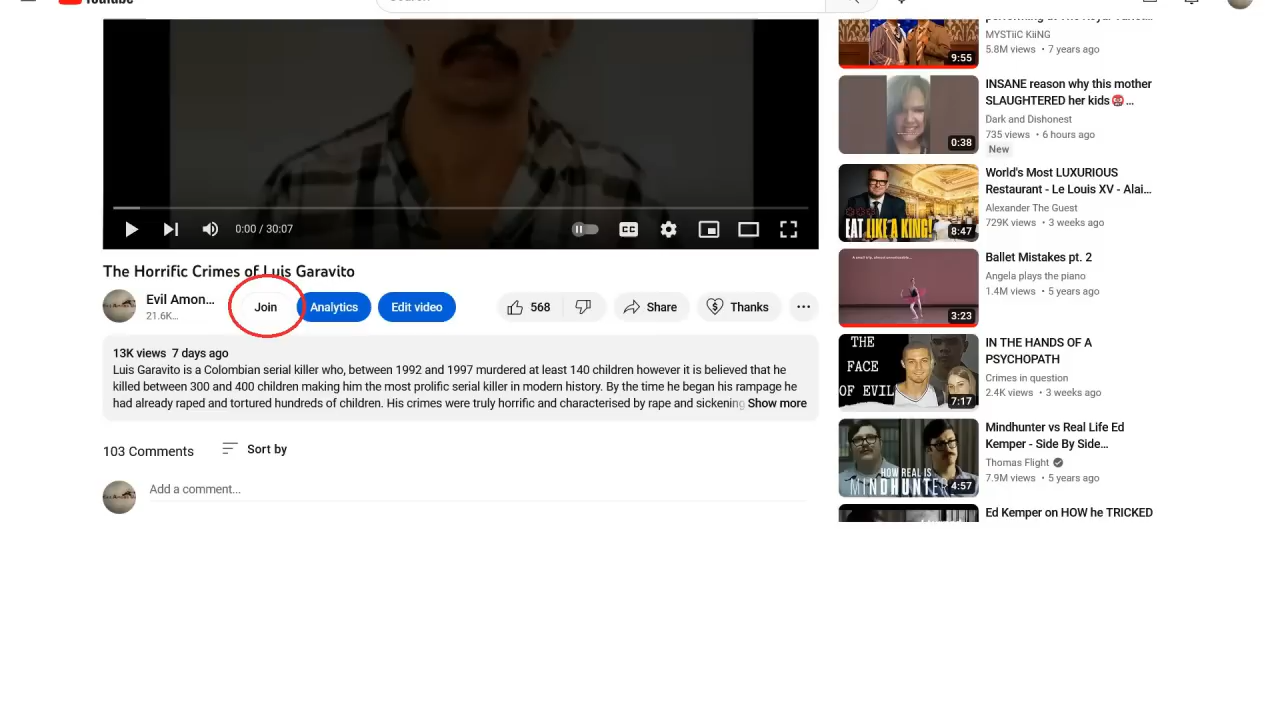 YouTube
Search
0:00 / 30:07
CC
The Horrific Crimes of Luis Garavito
Evil Amon...
21.6K...
Join
Analytics
Edit video
568
Share
Thanks
13K views 7 days ago
Luis Garavito is a Colombian serial killer who, between 1992 and 1997 murdered at least 140 children however it is believed that he
killed between 300 and 400 children making him the most prolific serial killer in modern history. By the time he began his rampage he
had already raped and tortured hundreds of children. His crimes were truly horrific and characterised by rape and sickening Show more
103 Comments
Sort by
Add a comment...
MYSTiiC KiiNG
5.8M views • 7 years ago
9:55
INSANE reason why this mother
SLAUGHTERED her kids😡...
Dark and Dishonest
735 views • 6 hours ago
New
0:38
World's Most LUXURIOUS
Restaurant - Le Louis XV - Alai...
Alexander The Guest
729K views • 3 weeks ago
EAT LIKE A KING!
8:47
Ballet Mistakes pt. 2
Angela plays the piano
1.4M views • 5 years ago
3:23
IN THE HANDS OF A
PSYCHOPATH
Crimes in question
2.4K views • 3 weeks ago
THE
FACE
OF EVIL
7:17
Mindhunter vs Real Life Ed
Kemper - Side By Side...
Thomas Flight
7.9M views • 5 years ago
HOW REAL IS
MINDHUNTER
4:57
Ed Kemper on HOW he TRICKED